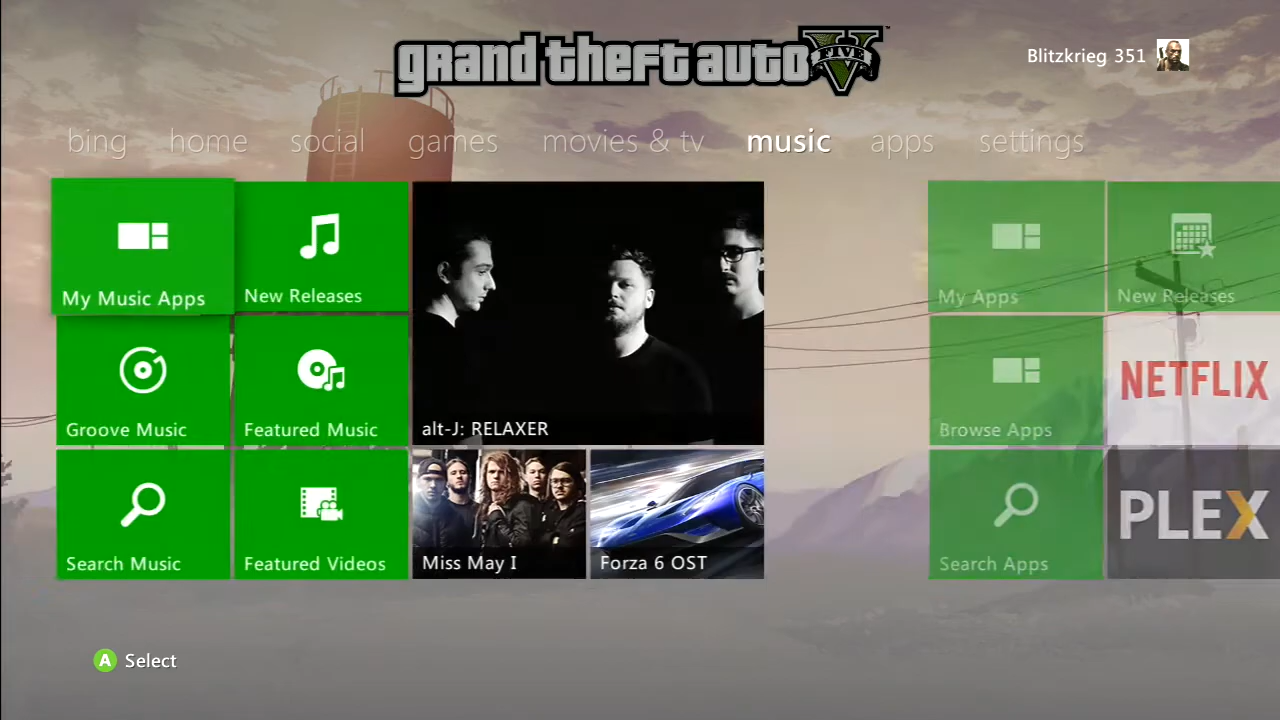 grand theft auto V
FIVE
Blitzkrieg 351
bing home social games movies & tv music apps settings
My Music Apps
New Releases
Groove Music
Featured Music
Search Music
Featured Videos
alt-J: RELAXER
Miss May I
Forza 6 OST
My Apps
New Releases
Browse Apps
NETFLIX
Search Apps
PLEX
A Select